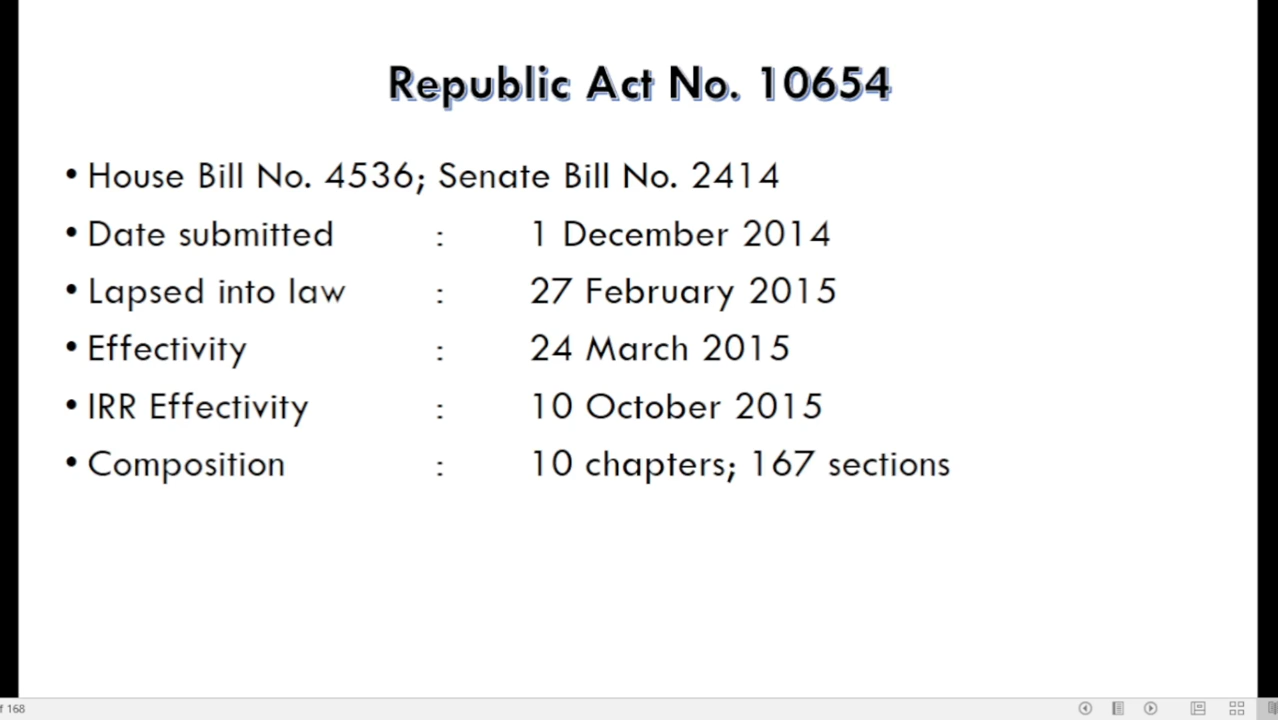 Republic Act No. 10654
• House Bill No. 4536; Senate Bill No. 2414
• Date submitted : 1 December 2014
• Lapsed into law : 27 February 2015
• Effectivity : 24 March 2015
• IRR Effectivity : 10 October 2015
• Composition : 10 chapters; 167 sections
f 168